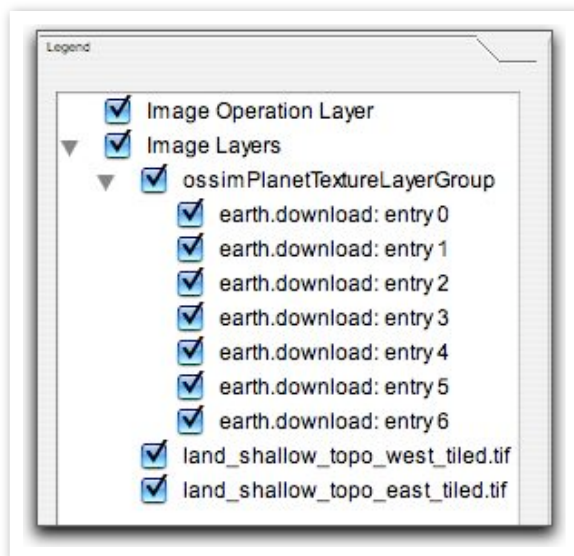 Legend
Image Operation Layer
Image Layers
ossimPlanetTextureLayerGroup
earth.download: entry 0
earth.download: entry 1
earth.download: entry 2
earth.download: entry 3
earth.download: entry 4
earth.download: entry 5
earth.download: entry 6
land_shallow_topo_west_tiled.tif
land_shallow_topo_east_tiled.tif